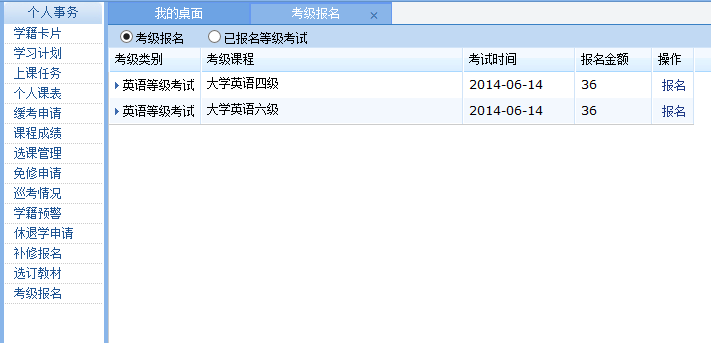 个人事务
学籍卡片
学习计划
上课任务
个人课表
缓考申请
课程成绩
选课管理
免修申请
巡考情况
学籍预警
休退学申请
补修报名
选订教材
考级报名
我的桌面 考级报名
考级报名 已报名等级考试
考级类别 考级课程 考试时间 报名金额 操作
英语等级考试 大学英语四级 2014-06-14 36 报名
英语等级考试 大学英语六级 2014-06-14 36 报名